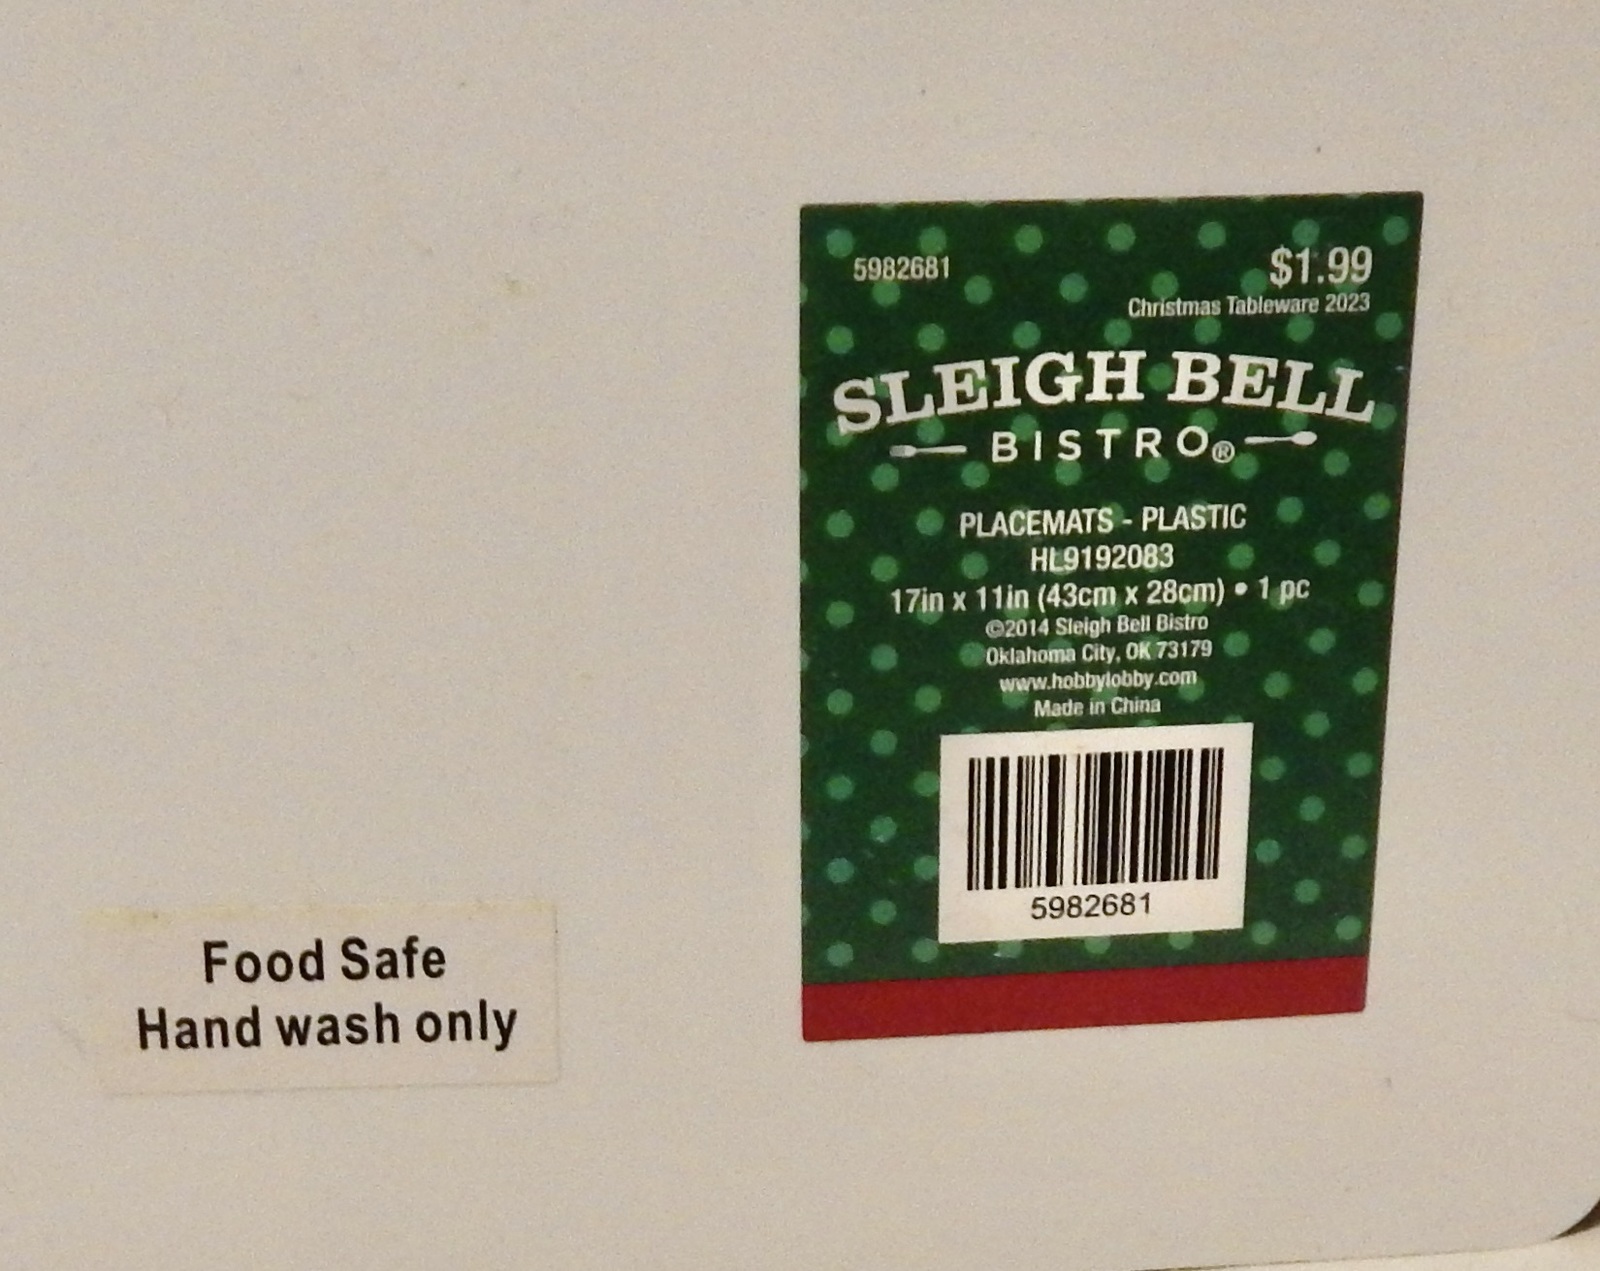 5982681
$1.99
Christmas Tableware 2023
SLEIGH BELL
BISTRO®
PLACEMATS - PLASTIC
HL9192083
17in x 11in (43cm x 28cm) • 1 pc
©2014 Sleigh Bell Bistro
Oklahoma City, OK 73179
www.hobbylobby.com
Made in China
5982681
Food Safe
Hand wash only